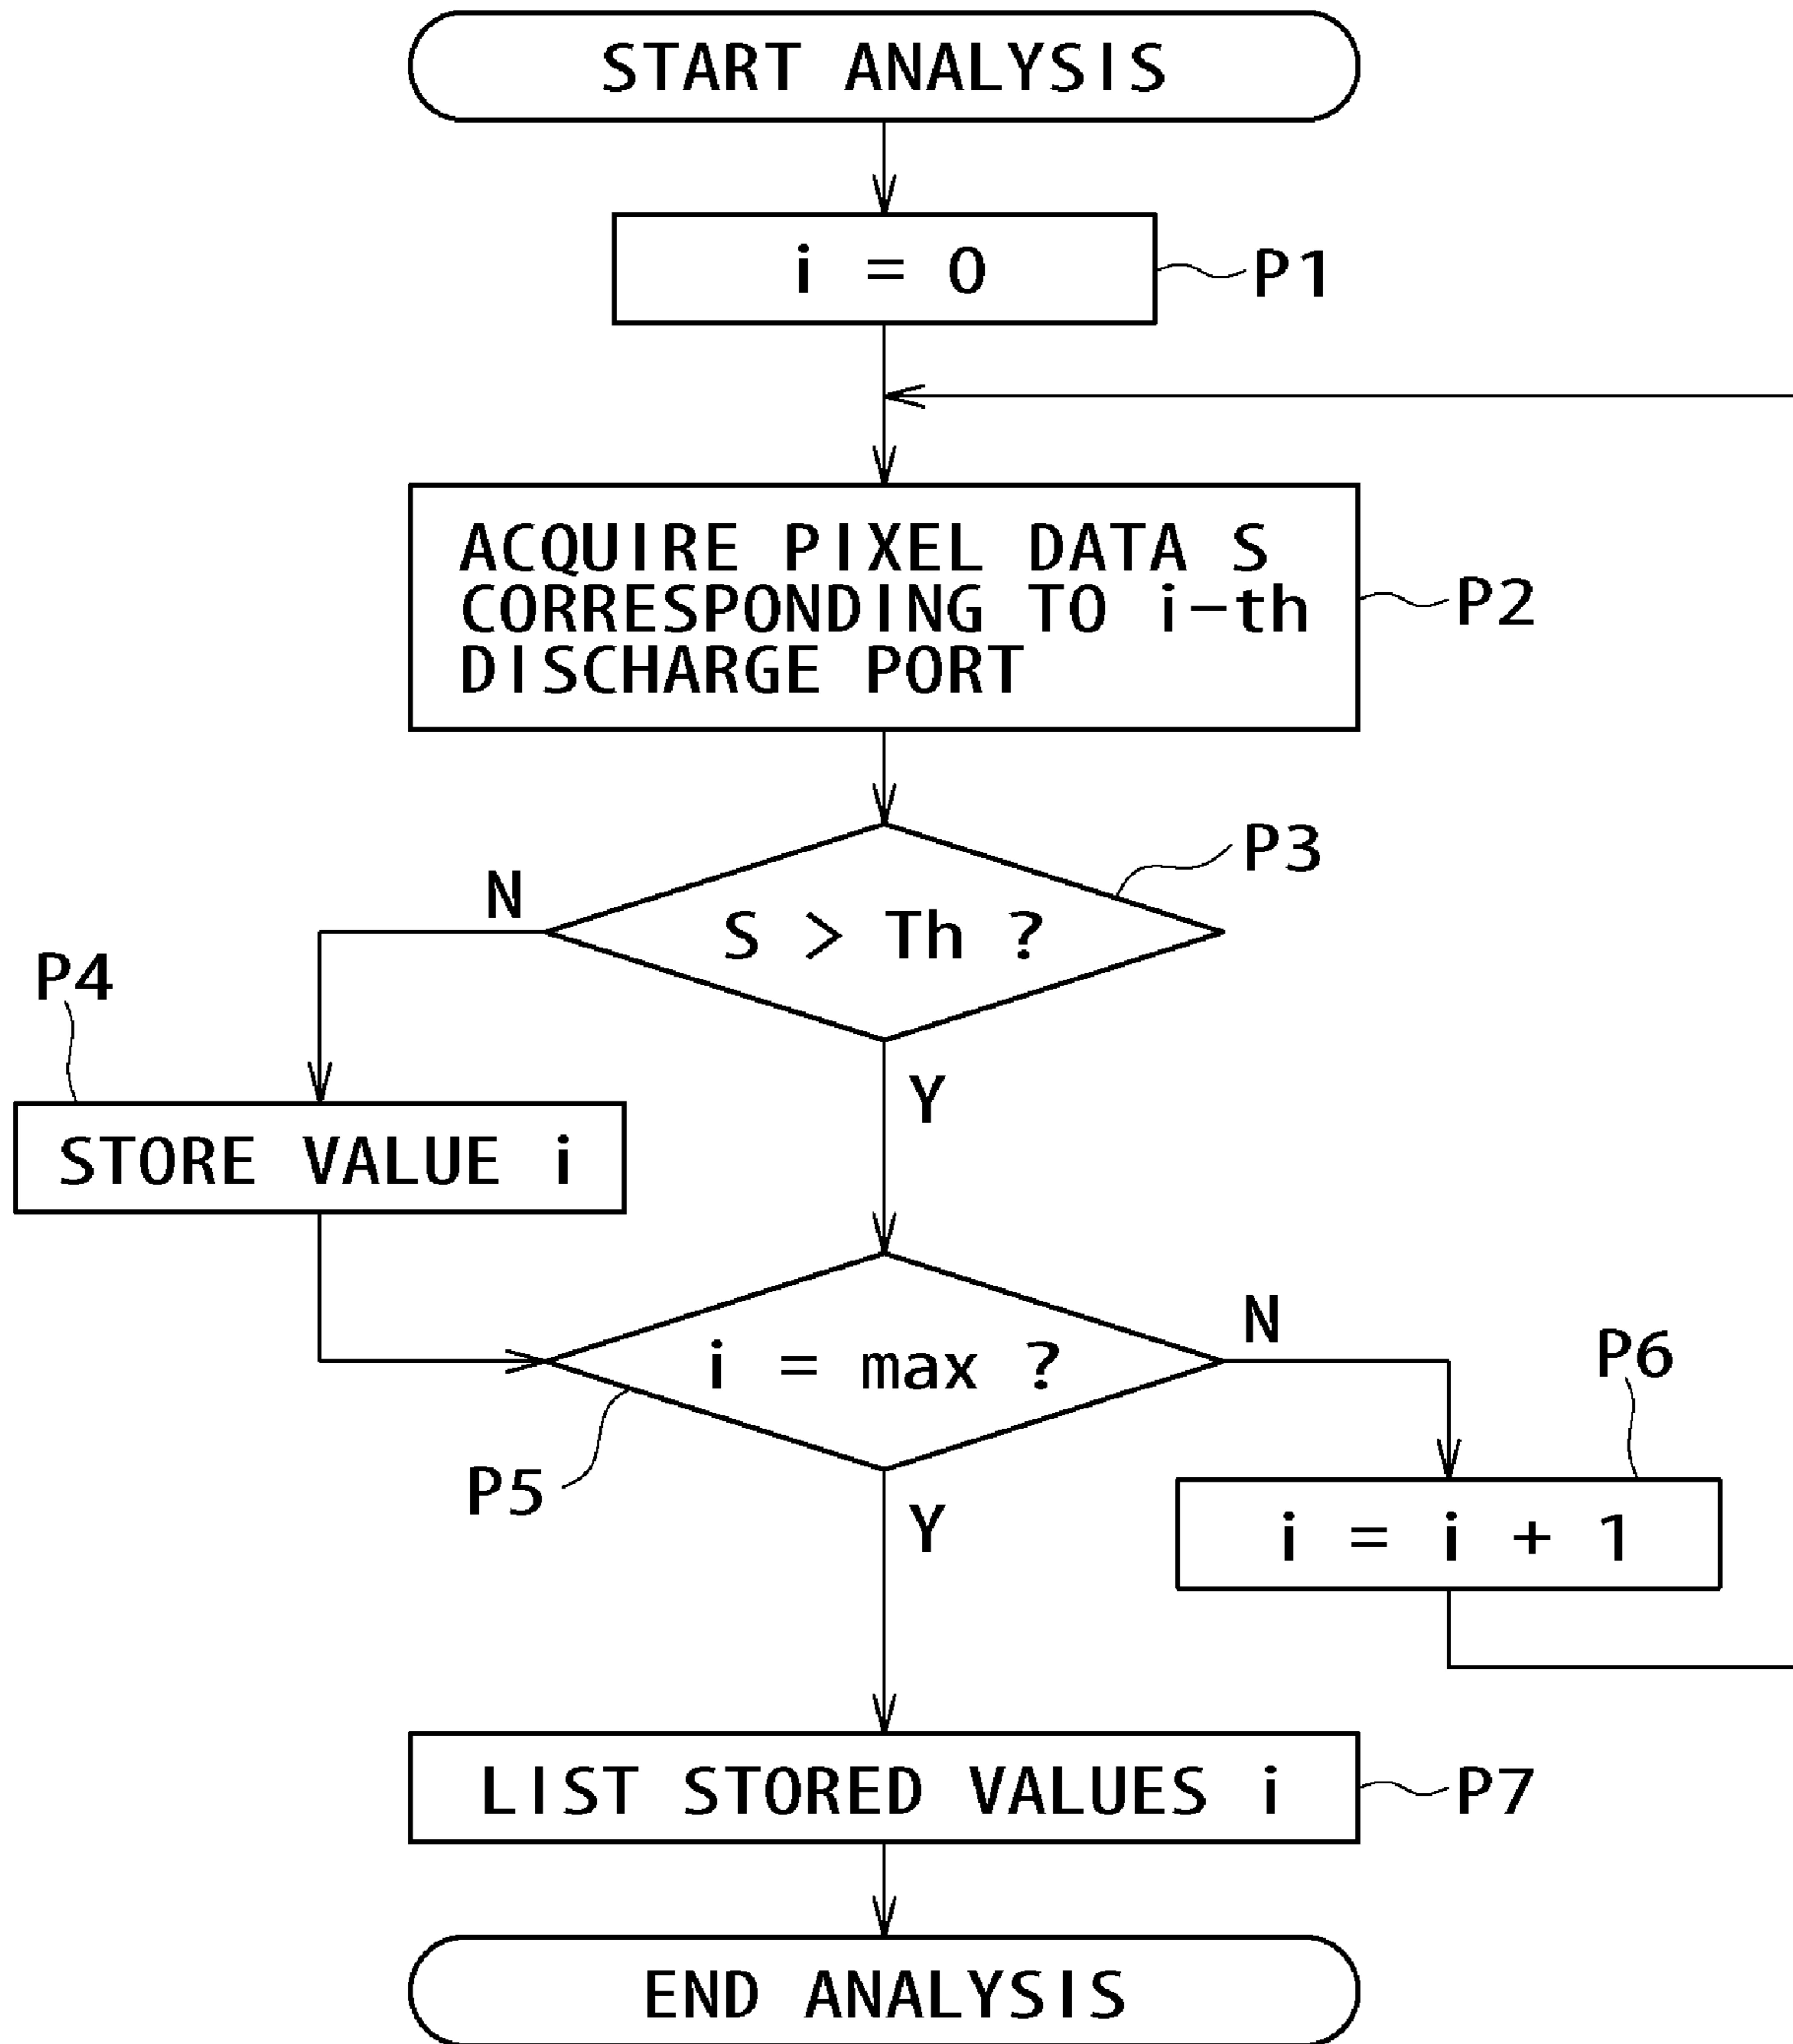 START ANALYSIS
i = 0
P1
ACQUIRE PIXEL DATA S
CORRESPONDING TO i-th
DISCHARGE PORT
P2
P3
N
S > Th ?
P4
Y
STORE VALUE i
N
i = max ?
P6
P5
Y
i = i + 1
LIST STORED VALUES i
P7
END ANALYSIS